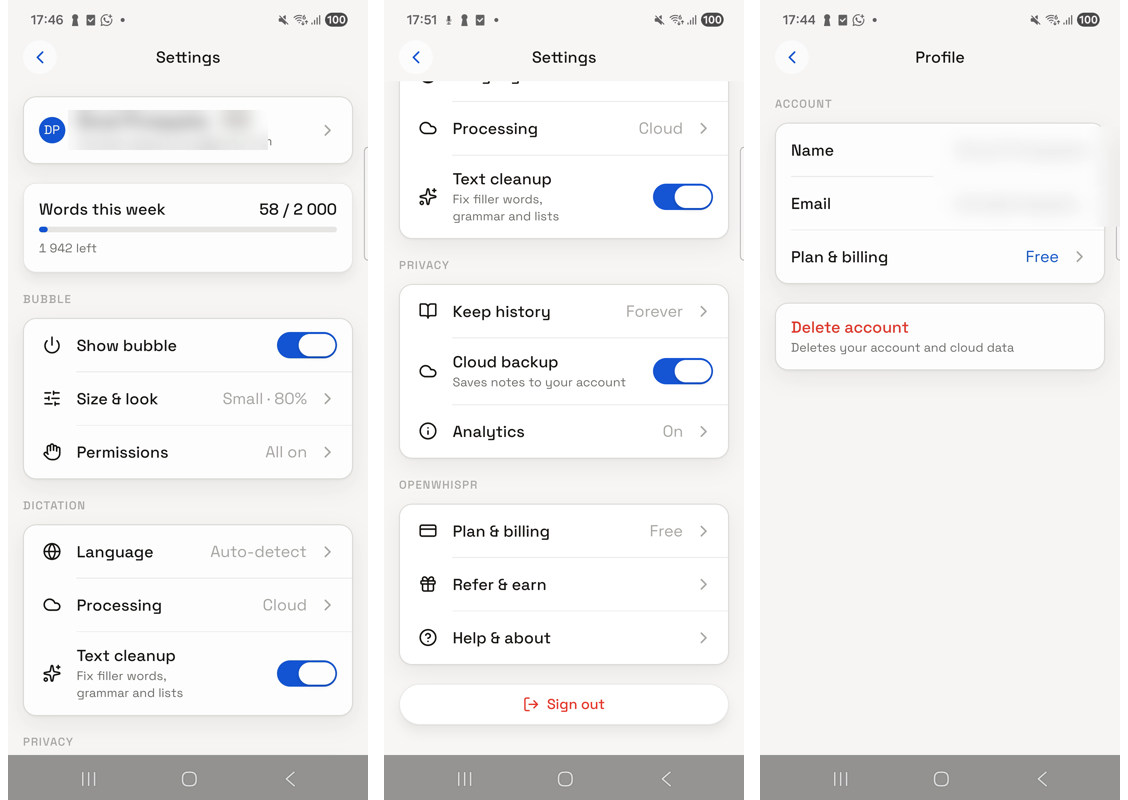 17:46
100
Settings
DP
Words this week 58 / 2 000
1 942 left
BUBBLE
Show bubble
Size & look Small · 80%
Permissions All on
DICTATION
Language Auto-detect
Processing Cloud
Text cleanup
Fix filler words,
grammar and lists
PRIVACY
17:51
100
Settings
Processing Cloud
Text cleanup
Fix filler words,
grammar and lists
PRIVACY
Keep history Forever
Cloud backup
Saves notes to your account
Analytics On
OPENWHISPR
Plan & billing Free
Refer & earn
Help & about
Sign out
17:44
100
Profile
ACCOUNT
Name
Email
Plan & billing Free
Delete account
Deletes your account and cloud data